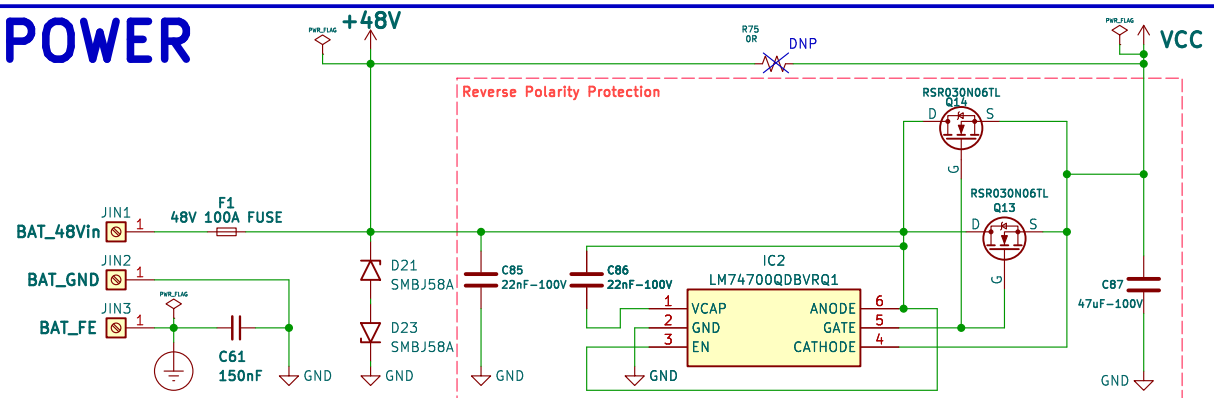 POWER
PWR_FLAG
+48V
R75
0R
DNP
PWR_FLAG
VCC
Reverse Polarity Protection
RSR030N06TL
Q14
D
S
G
RSR030N06TL
Q13
D
S
G
JIN1
BAT_48Vin
1
F1
48V 100A FUSE
JIN2
BAT_GND
1
PWR_FLAG
JIN3
BAT_FE
1
C61
150nF
GND
D21
SMBJ58A
D23
SMBJ58A
GND
C85
22nF-100V
GND
C86
22nF-100V
IC2
LM74700QDBVRQ1
1
VCAP
ANODE
6
2
GND
GATE
5
3
EN
CATHODE
4
GND
C87
47uF-100V
GND